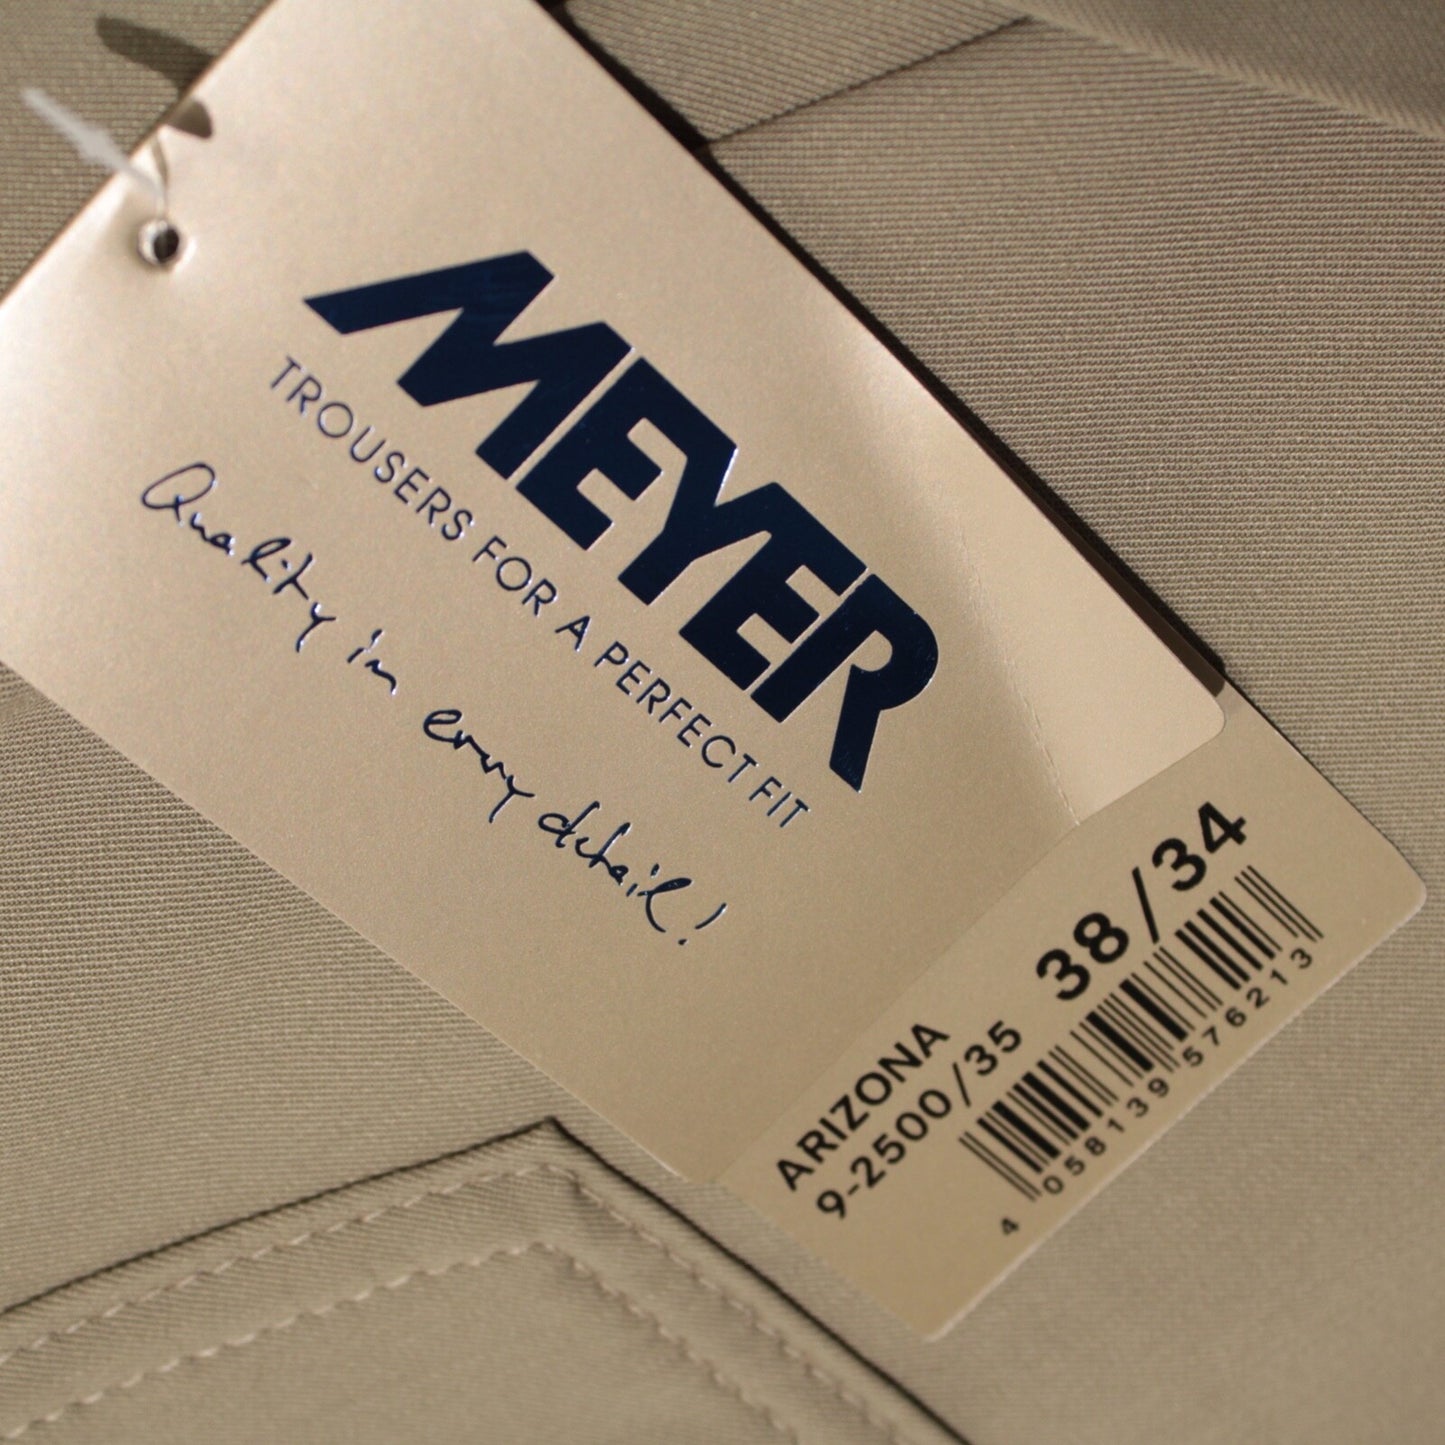 MEYER
TROUSERS FOR A PERFECT FIT
Quality in every detail!
ARIZONA 38/34
9-2500/35
4 058139 576213